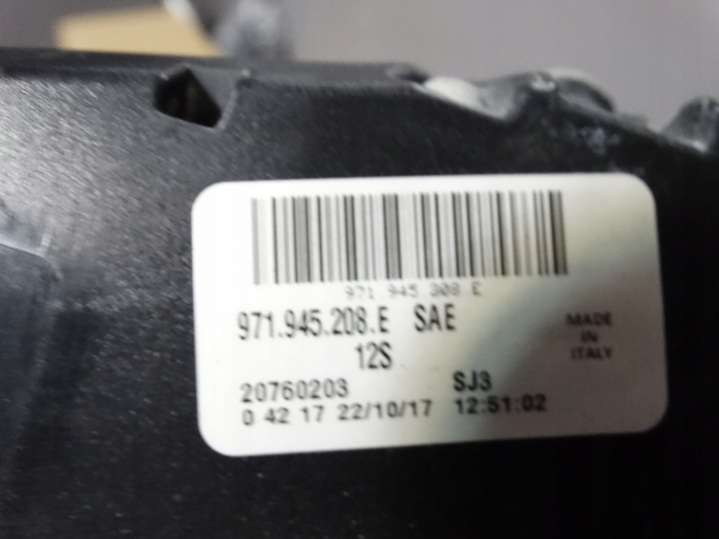 971 945 208 E
971.945.208.E SAE
12S
MADE
IN
ITALY
20760203 SJ3
0 42 17 22/10/17 12:51:02